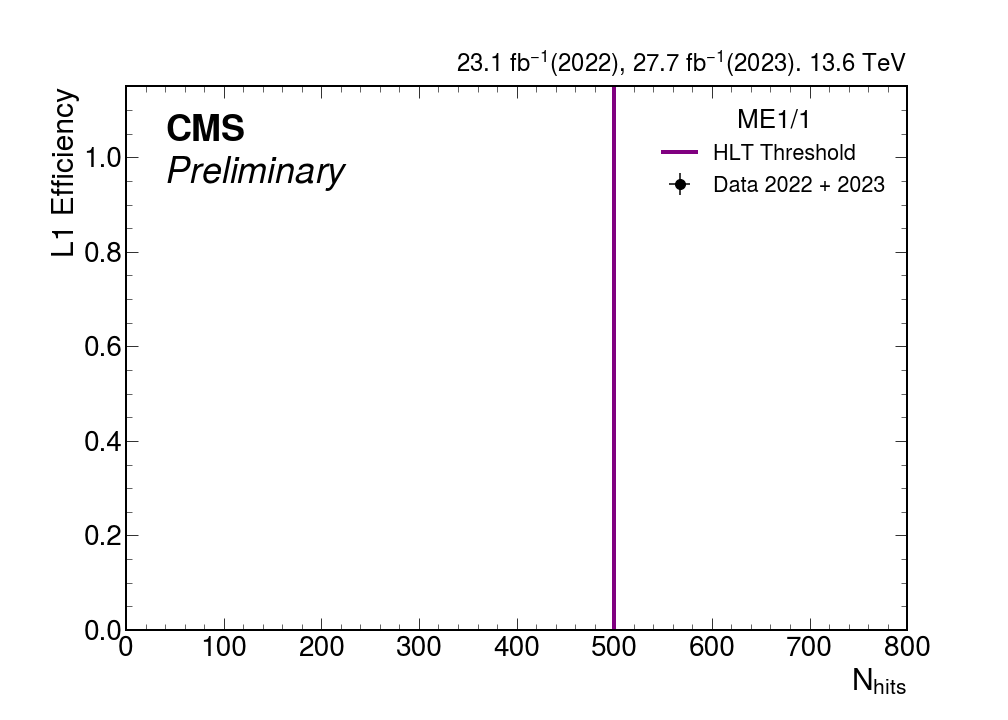 23.1 fb⁻¹(2022), 27.7 fb⁻¹(2023). 13.6 TeV
CMS
Preliminary
ME1/1
HLT Threshold
Data 2022 + 2023
L1 Efficiency
1.0
0.8
0.6
0.4
0.2
0.0
0 100 200 300 400 500 600 700 800
N_hits